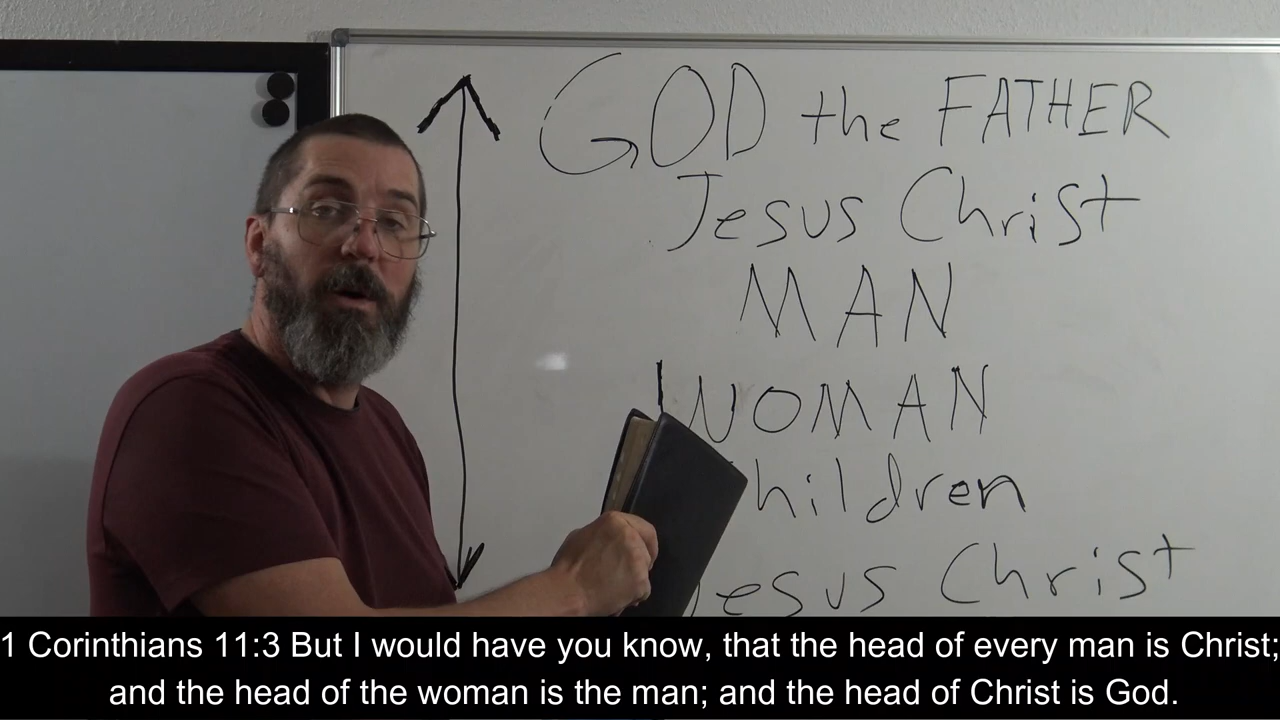 GOD the FATHER
Jesus Christ
MAN
WOMAN
hildren
Jesus Christ
1 Corinthians 11:3 But I would have you know, that the head of every man is Christ;
and the head of the woman is the man; and the head of Christ is God.